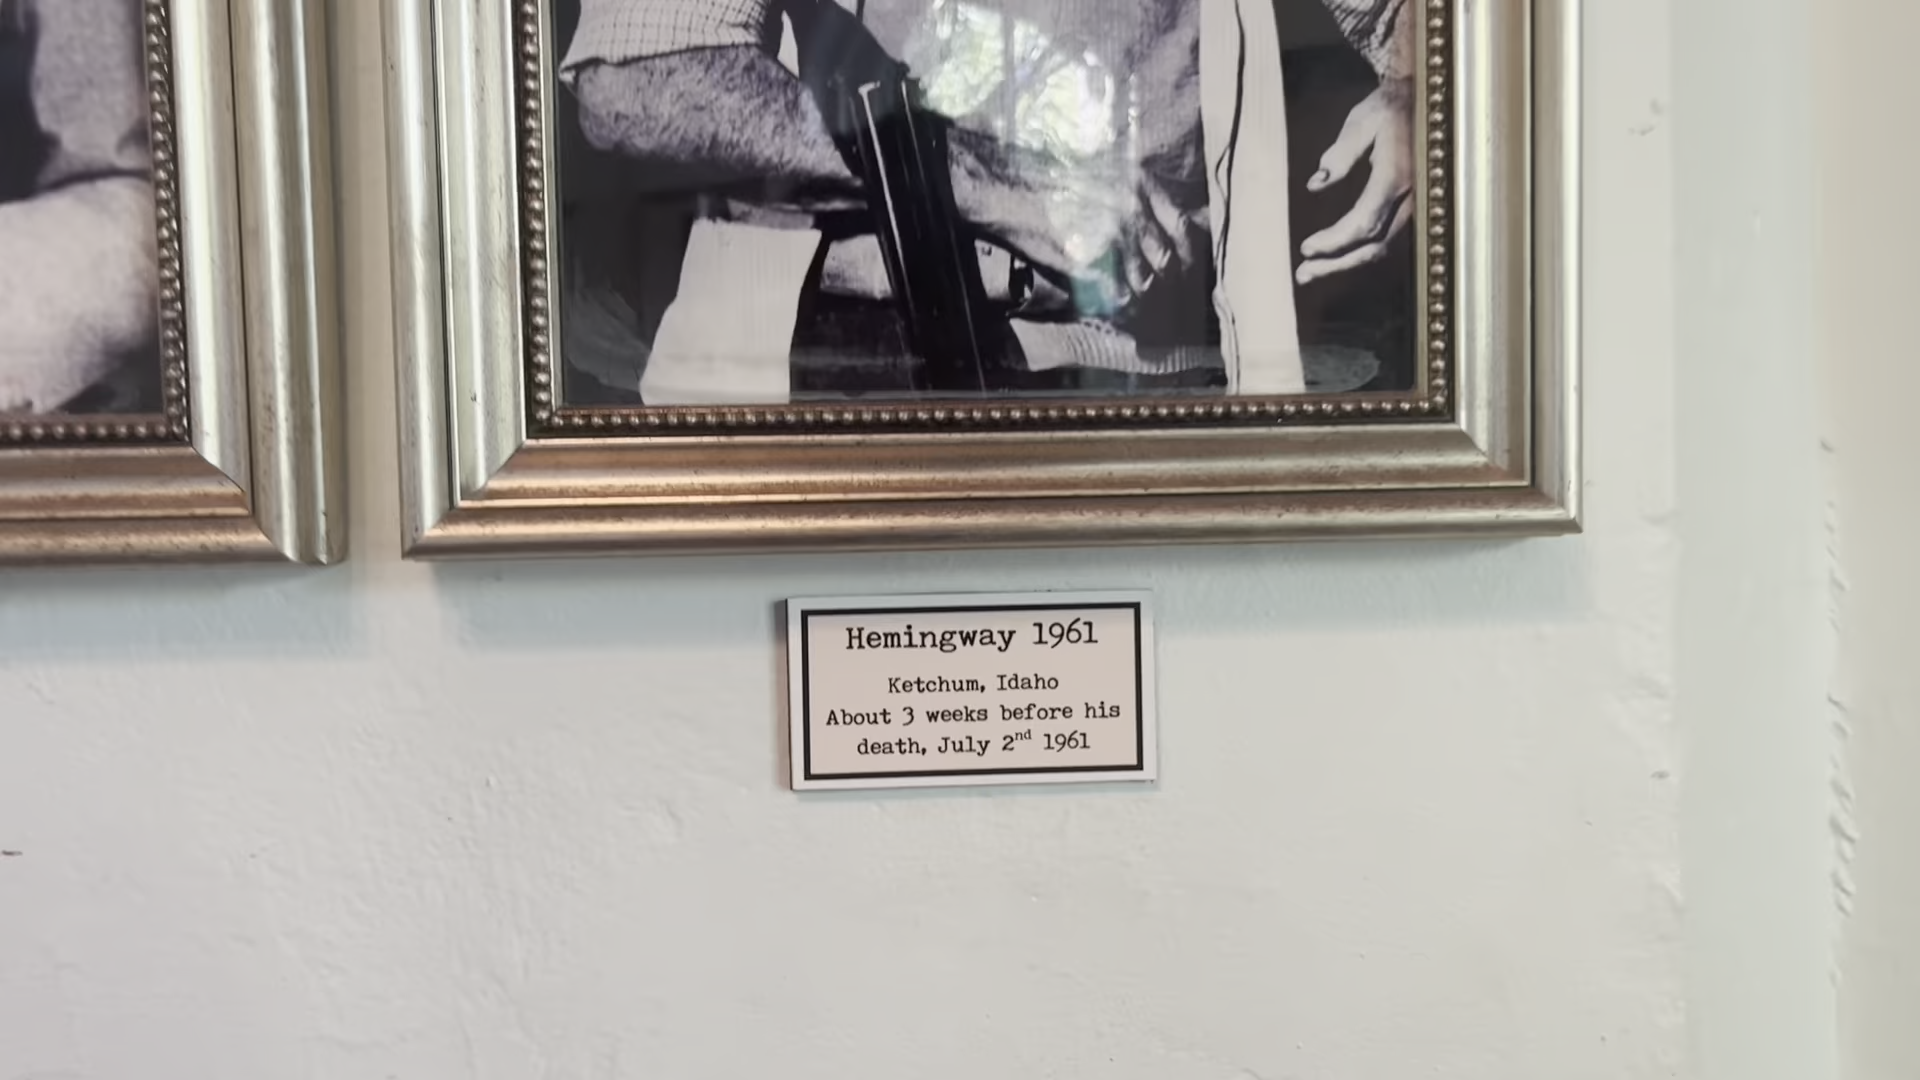 Hemingway 1961
Ketchum, Idaho
About 3 weeks before his
death, July 2nd 1961